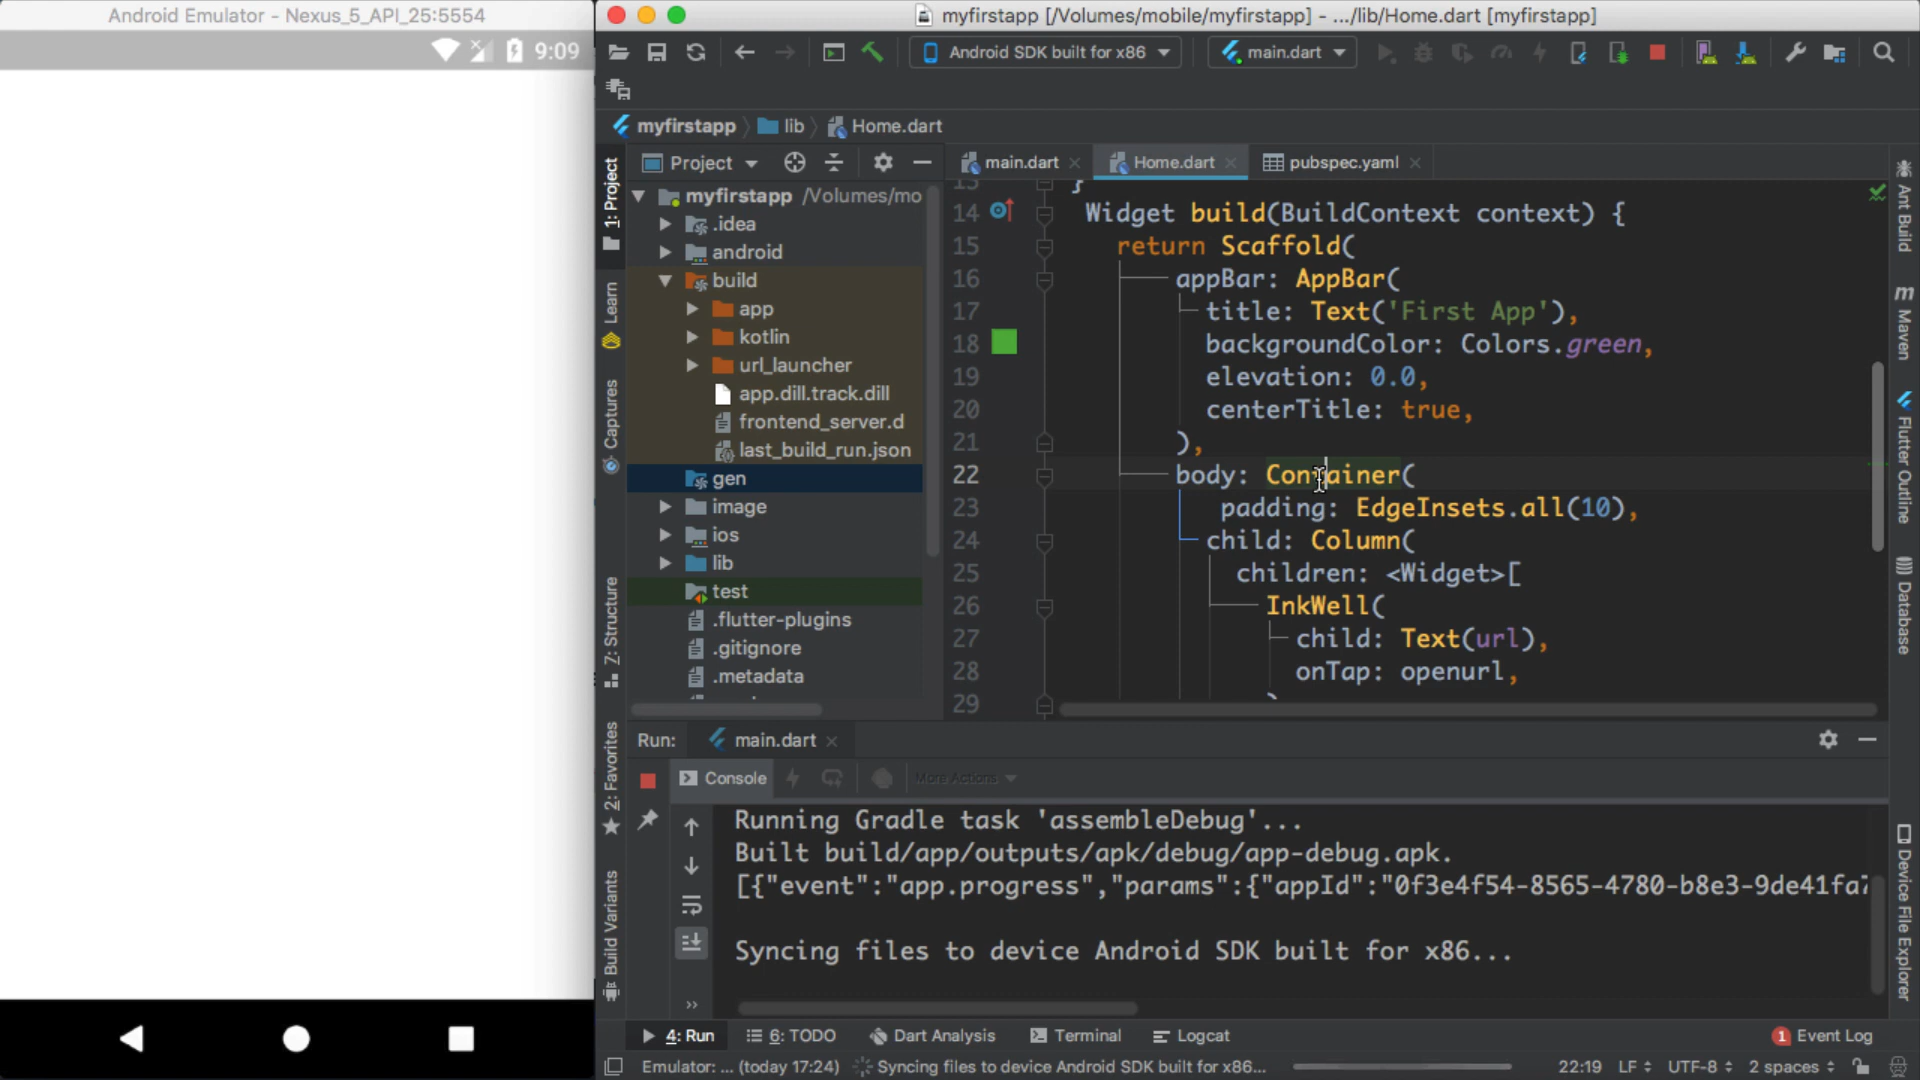 Android Emulator - Nexus_5_API_25:5554
9:09
myfirstapp [/Volumes/mobile/myfirstapp] - .../lib/Home.dart [myfirstapp]
Android SDK built for x86
main.dart
myfirstapp
lib
Home.dart
1: Project
Learn
Captures
7: Structure
2: Favorites
Build Variants
Project
myfirstapp /Volumes/mo
.idea
android
build
app
kotlin
url_launcher
app.dill.track.dill
frontend_server.d
last_build_run.json
gen
image
ios
lib
test
.flutter-plugins
.gitignore
.metadata
main.dart
Home.dart
pubspec.yaml
}
14 Widget build(BuildContext context) {
15 return Scaffold(
16 appBar: AppBar(
17 title: Text('First App'),
18 backgroundColor: Colors.green,
19 elevation: 0.0,
20 centerTitle: true,
21 ),
22 body: Container(
23 padding: EdgeInsets.all(10),
24 child: Column(
25 children: <Widget>[
26 InkWell(
27 child: Text(url),
28 onTap: openurl,
29
Ant Build
m Maven
Flutter Outline
Database
Device File Explorer
Run:
main.dart
Console
More Actions
Running Gradle task 'assembleDebug'...
Built build/app/outputs/apk/debug/app-debug.apk.
[{"event":"app.progress","params":{"appId":"0f3e4f54-8565-4780-b8e3-9de41fa7
Syncing files to device Android SDK built for x86...
»
4: Run
6: TODO
Dart Analysis
Terminal
Logcat
1 Event Log
Emulator: ... (today 17:24)
Syncing files to device Android SDK built for x86...
22:19
LF
UTF-8
2 spaces